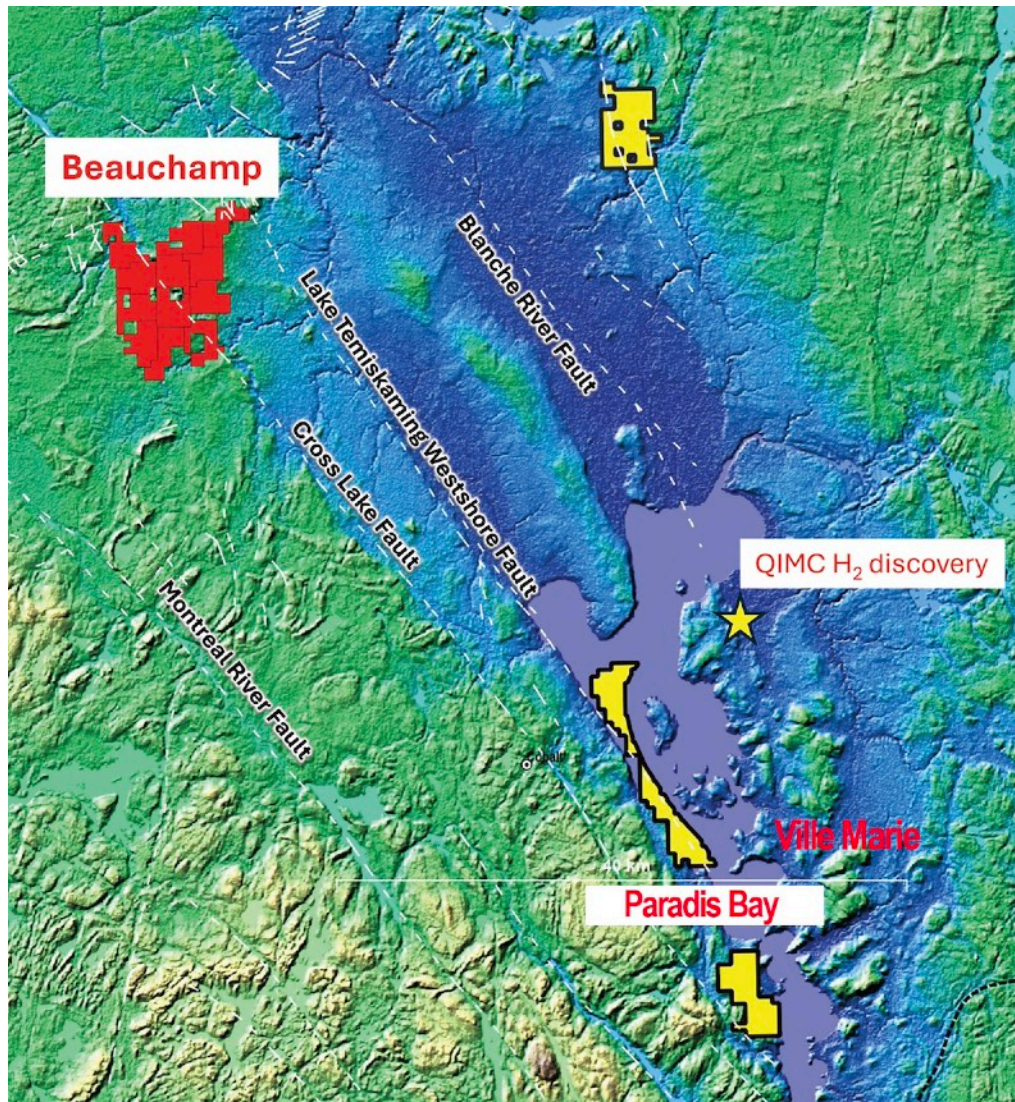 Beauchamp
Blanche River Fault
Lake Temiskaming Westshore Fault
Cross Lake Fault
QIMC H₂ discovery
Montreal River Fault
Cobalt
Ville Marie
40 km
Paradis Bay